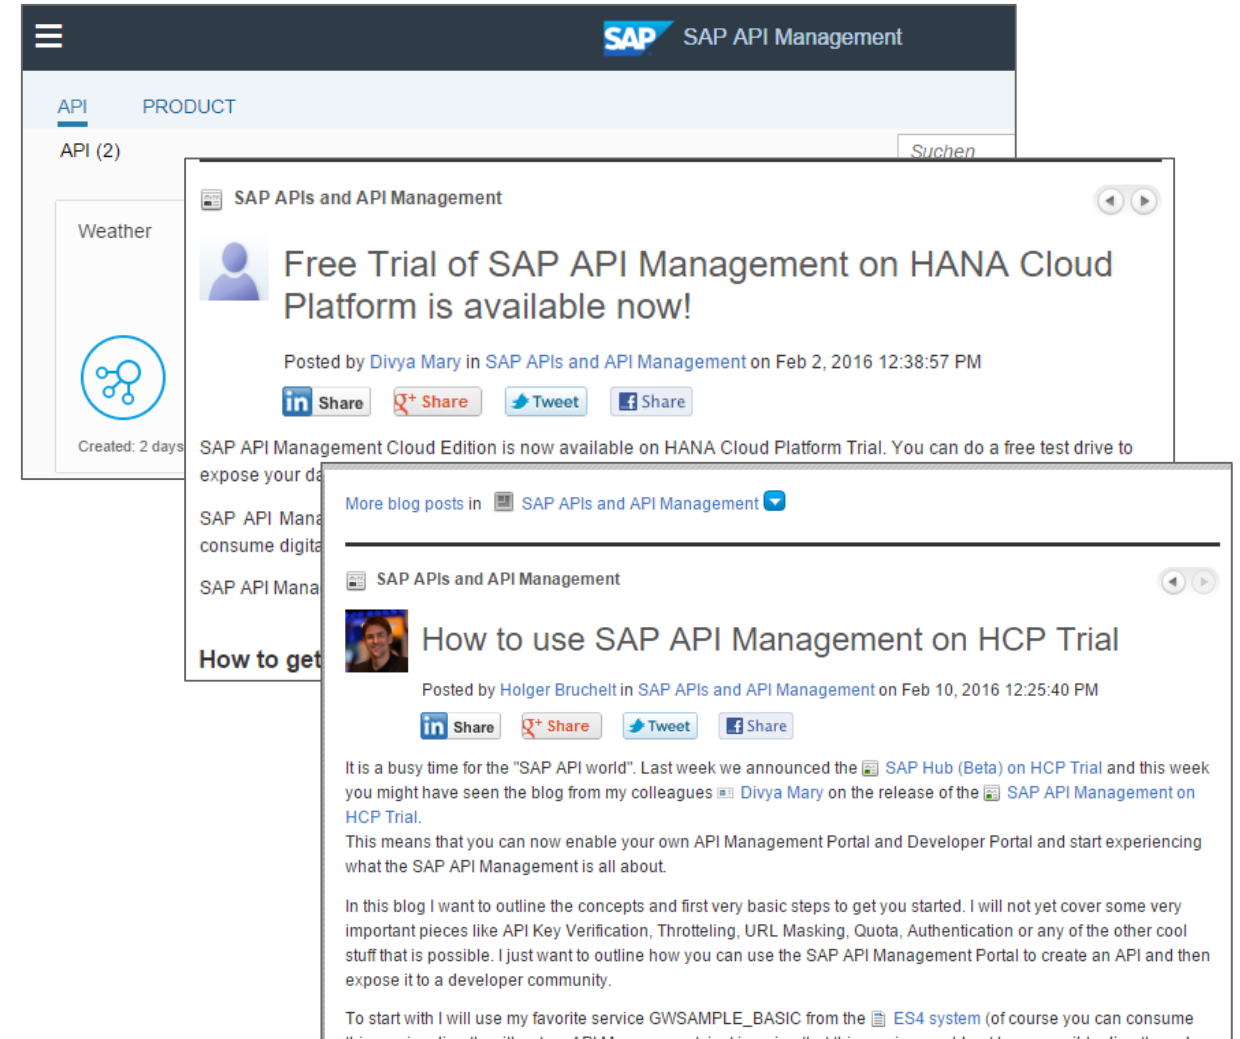 SAP SAP API Management
API PRODUCT
API (2)
Suchen
Weather
Created: 2 days
SAP APIs and API Management
Free Trial of SAP API Management on HANA Cloud
Platform is available now!
Posted by Divya Mary in SAP APIs and API Management on Feb 2, 2016 12:38:57 PM
in Share g+ Share Tweet f Share
SAP API Management Cloud Edition is now available on HANA Cloud Platform Trial. You can do a free test drive to
expose your da
SAP API Mana
consume digita
SAP API Mana
How to get
More blog posts in SAP APIs and API Management
SAP APIs and API Management
How to use SAP API Management on HCP Trial
Posted by Holger Bruchelt in SAP APIs and API Management on Feb 10, 2016 12:25:40 PM
in Share g+ Share Tweet f Share
It is a busy time for the "SAP API world". Last week we announced the SAP Hub (Beta) on HCP Trial and this week
you might have seen the blog from my colleagues Divya Mary on the release of the SAP API Management on
HCP Trial.
This means that you can now enable your own API Management Portal and Developer Portal and start experiencing
what the SAP API Management is all about.
In this blog I want to outline the concepts and first very basic steps to get you started. I will not yet cover some very
important pieces like API Key Verification, Throtteling, URL Masking, Quota, Authentication or any of the other cool
stuff that is possible. I just want to outline how you can use the SAP API Management Portal to create an API and then
expose it to a developer community.
To start with I will use my favorite service GWSAMPLE_BASIC from the ES4 system (of course you can consume